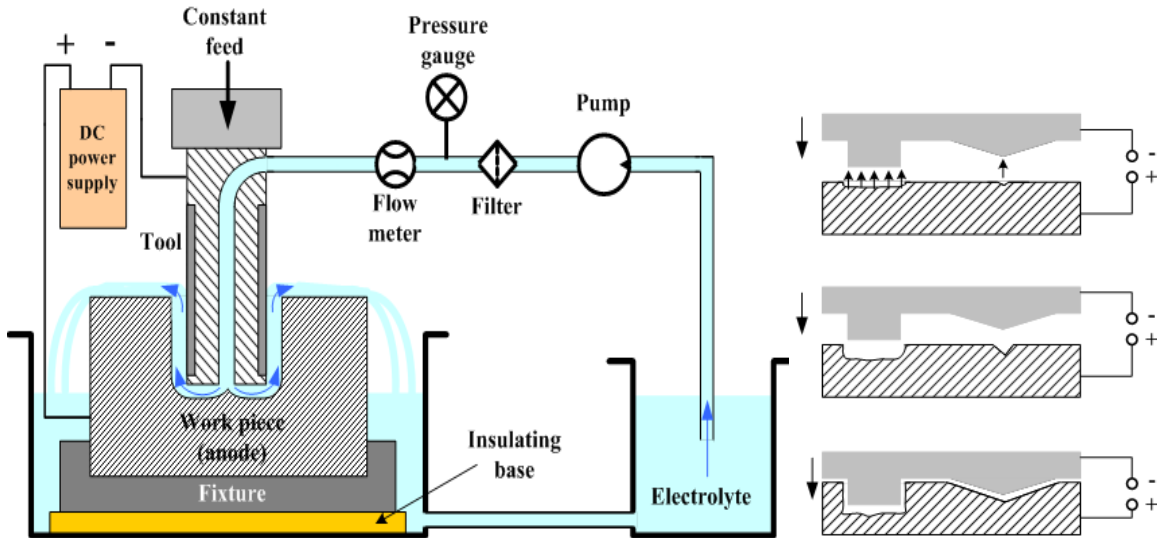 Constant
feed
Pressure
gauge
+ -
Pump
DC
power
supply
Flow
meter
Filter
Tool
Work piece
(anode)
Insulating
base
Fixture
Electrolyte
-
+
-
+
-
+